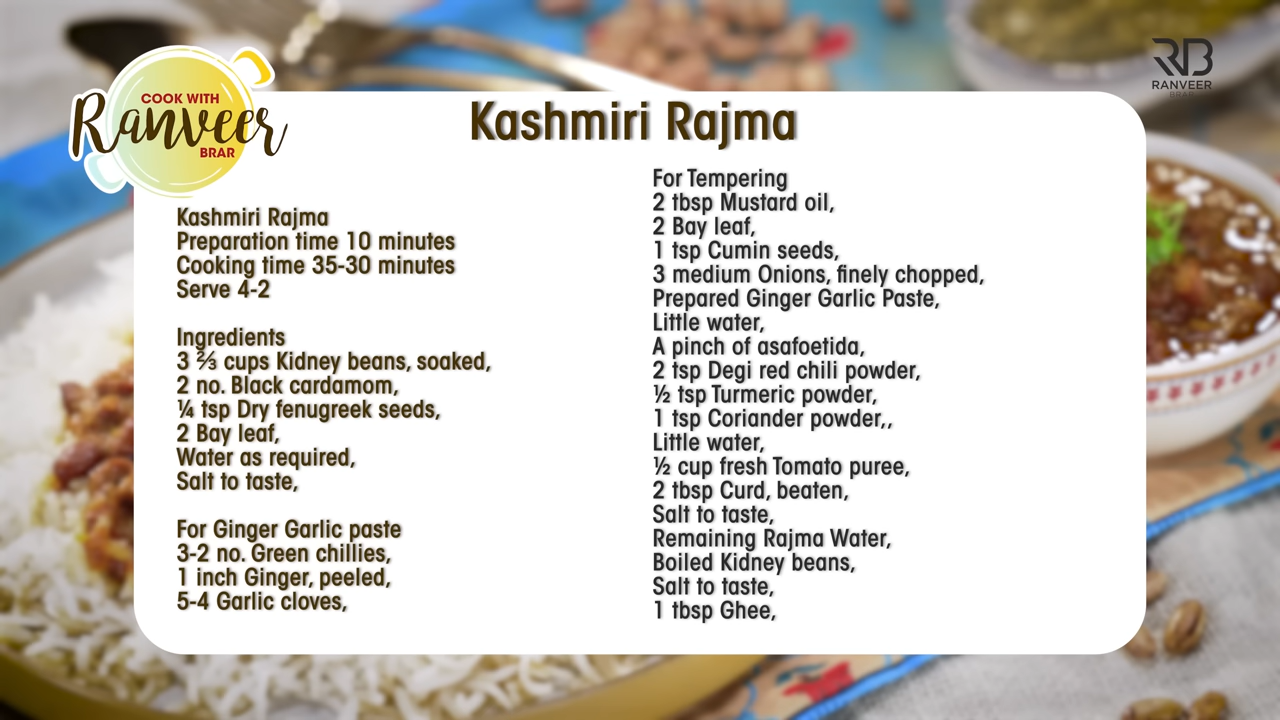 COOK WITH
Ranveer
BRAR
RB
RANVEER
BRAR
Kashmiri Rajma
Kashmiri Rajma
Preparation time 10 minutes
Cooking time 35-30 minutes
Serve 4-2
Ingredients
3 ⅔ cups Kidney beans, soaked,
2 no. Black cardamom,
¼ tsp Dry fenugreek seeds,
2 Bay leaf,
Water as required,
Salt to taste,
For Ginger Garlic paste
3-2 no. Green chillies,
1 inch Ginger, peeled,
5-4 Garlic cloves,
For Tempering
2 tbsp Mustard oil,
2 Bay leaf,
1 tsp Cumin seeds,
3 medium Onions, finely chopped,
Prepared Ginger Garlic Paste,
Little water,
A pinch of asafoetida,
2 tsp Degi red chili powder,
½ tsp Turmeric powder,
1 tsp Coriander powder,,
Little water,
½ cup fresh Tomato puree,
2 tbsp Curd, beaten,
Salt to taste,
Remaining Rajma Water,
Boiled Kidney beans,
Salt to taste,
1 tbsp Ghee,